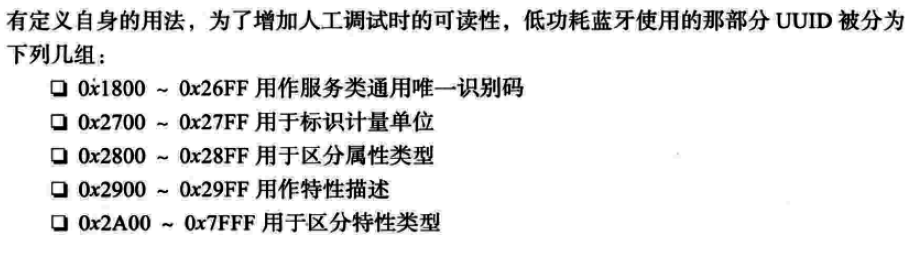 有定义自身的用法，为了增加人工调试时的可读性，低功耗蓝牙使用的那部分 UUID 被分为
下列几组：
❏ 0x1800 ~ 0x26FF 用作服务类通用唯一识别码
❏ 0x2700 ~ 0x27FF 用于标识计量单位
❏ 0x2800 ~ 0x28FF 用于区分属性类型
❏ 0x2900 ~ 0x29FF 用作特性描述
❏ 0x2A00 ~ 0x7FFF 用于区分特性类型